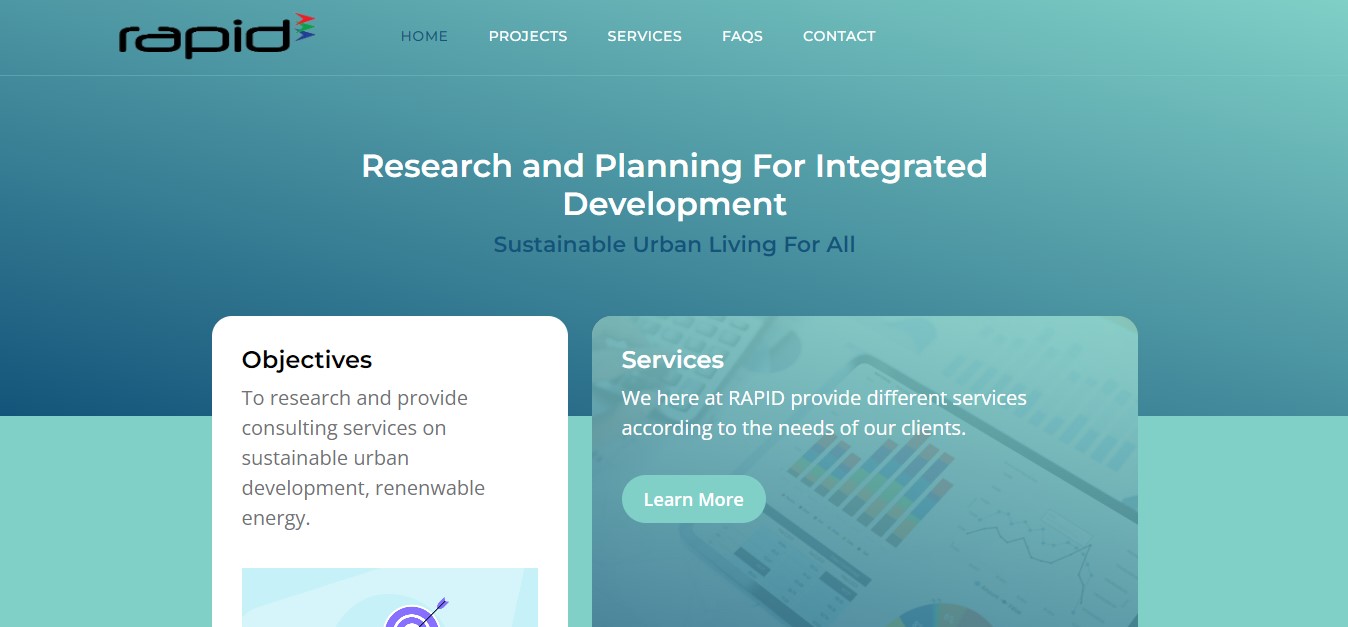 rapid
HOME PROJECTS SERVICES FAQS CONTACT
Research and Planning For Integrated
Development
Sustainable Urban Living For All
Objectives
To research and provide
consulting services on
sustainable urban
development, renenwable
energy.
Services
We here at RAPID provide different services
according to the needs of our clients.
Learn More